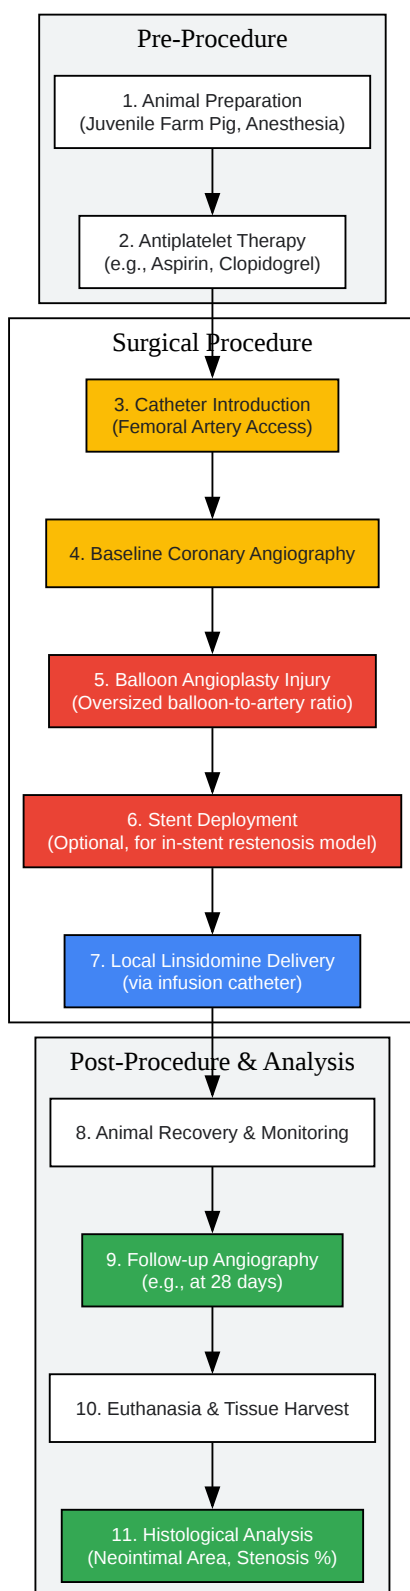 Pre-Procedure
1. Animal Preparation
(Juvenile Farm Pig, Anesthesia)
2. Antiplatelet Therapy
(e.g., Aspirin, Clopidogrel)
Surgical Procedure
3. Catheter Introduction
(Femoral Artery Access)
4. Baseline Coronary Angiography
5. Balloon Angioplasty Injury
(Oversized balloon-to-artery ratio)
6. Stent Deployment
(Optional, for in-stent restenosis model)
7. Local Linsidomine Delivery
(via infusion catheter)
Post-Procedure & Analysis
8. Animal Recovery & Monitoring
9. Follow-up Angiography
(e.g., at 28 days)
10. Euthanasia & Tissue Harvest
11. Histological Analysis
(Neointimal Area, Stenosis %)